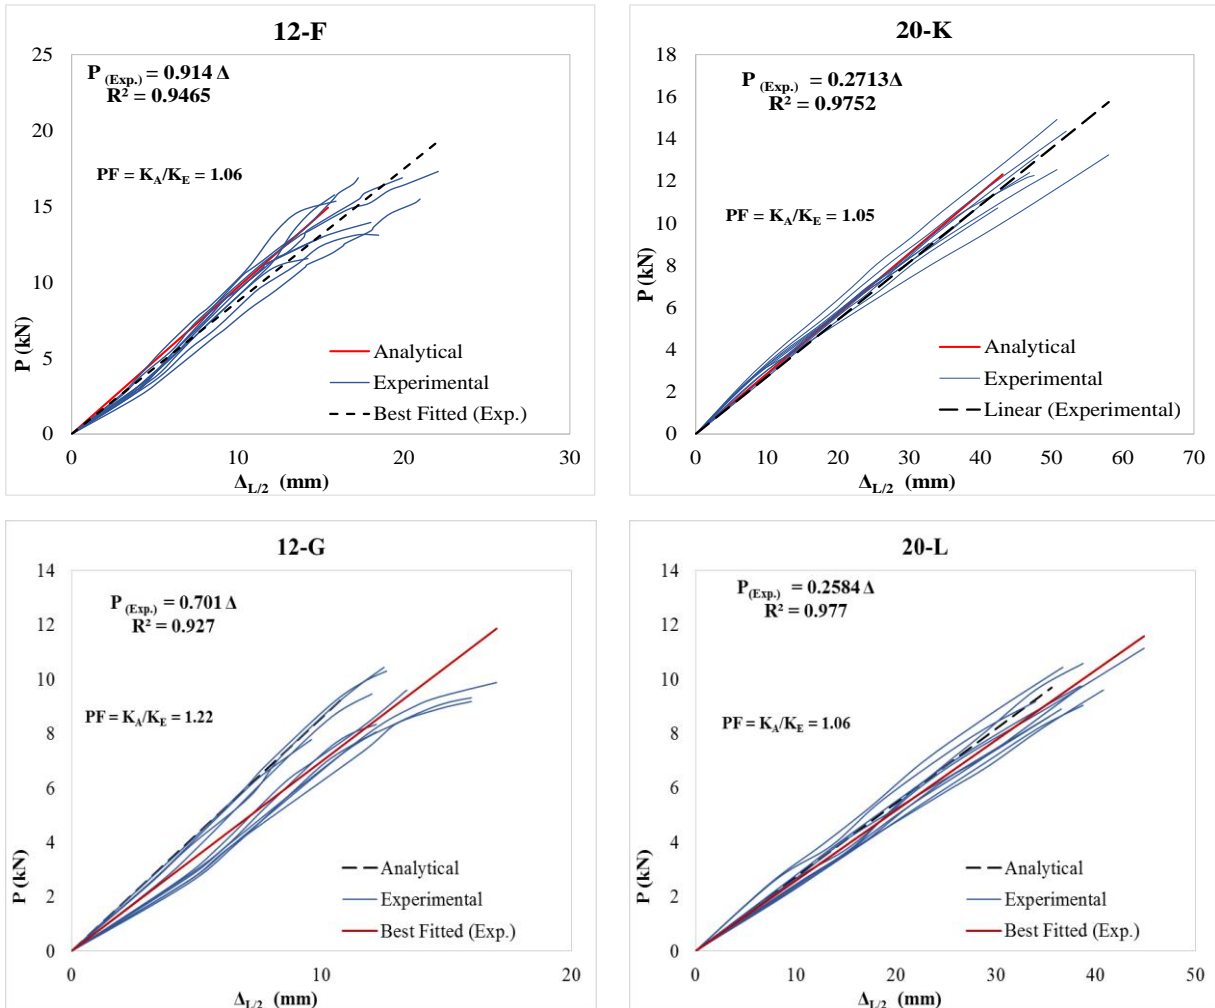 12-F
25
20
15
10
5
0
P (kN)
P (Exp.) = 0.914 Δ
R² = 0.9465
PF = K_A/K_E = 1.06
Analytical
Experimental
Best Fitted (Exp.)
0 10 20 30
Δ_L/2 (mm)
20-K
18
16
14
12
10
8
6
4
2
0
P (kN)
P (Exp.) = 0.2713Δ
R² = 0.9752
PF = K_A/K_E = 1.05
Analytical
Experimental
Linear (Experimental)
0 10 20 30 40 50 60 70
Δ_L/2 (mm)
12-G
14
12
10
8
6
4
2
0
P (kN)
P (Exp.) = 0.701 Δ
R² = 0.927
PF = K_A/K_E = 1.22
Analytical
Experimental
Best Fitted (Exp.)
0 10 20
Δ_L/2 (mm)
20-L
14
12
10
8
6
4
2
0
P (kN)
P(Exp.) = 0.2584 Δ
R² = 0.977
PF = K_A/K_E = 1.06
Analytical
Experimental
Best Fitted (Exp.)
0 10 20 30 40 50
Δ_L/2 (mm)